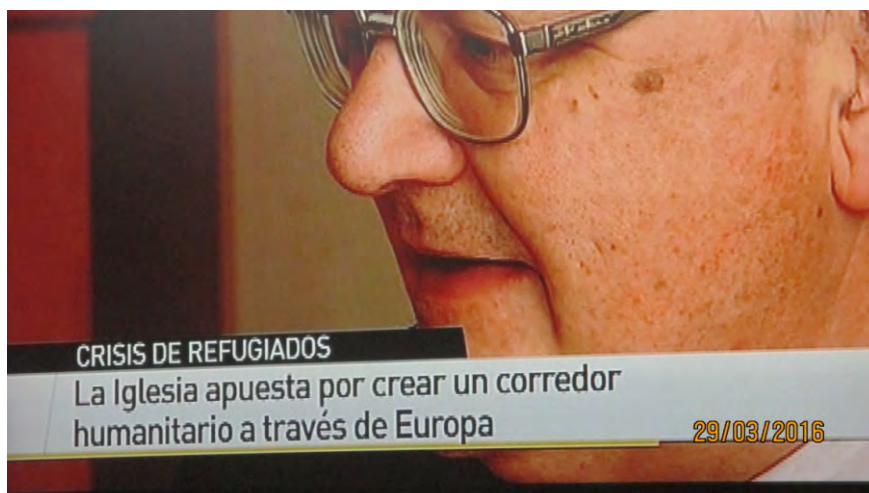 CRISIS DE REFUGIADOS
La Iglesia apuesta por crear un corredor
humanitario a través de Europa
29/03/2016